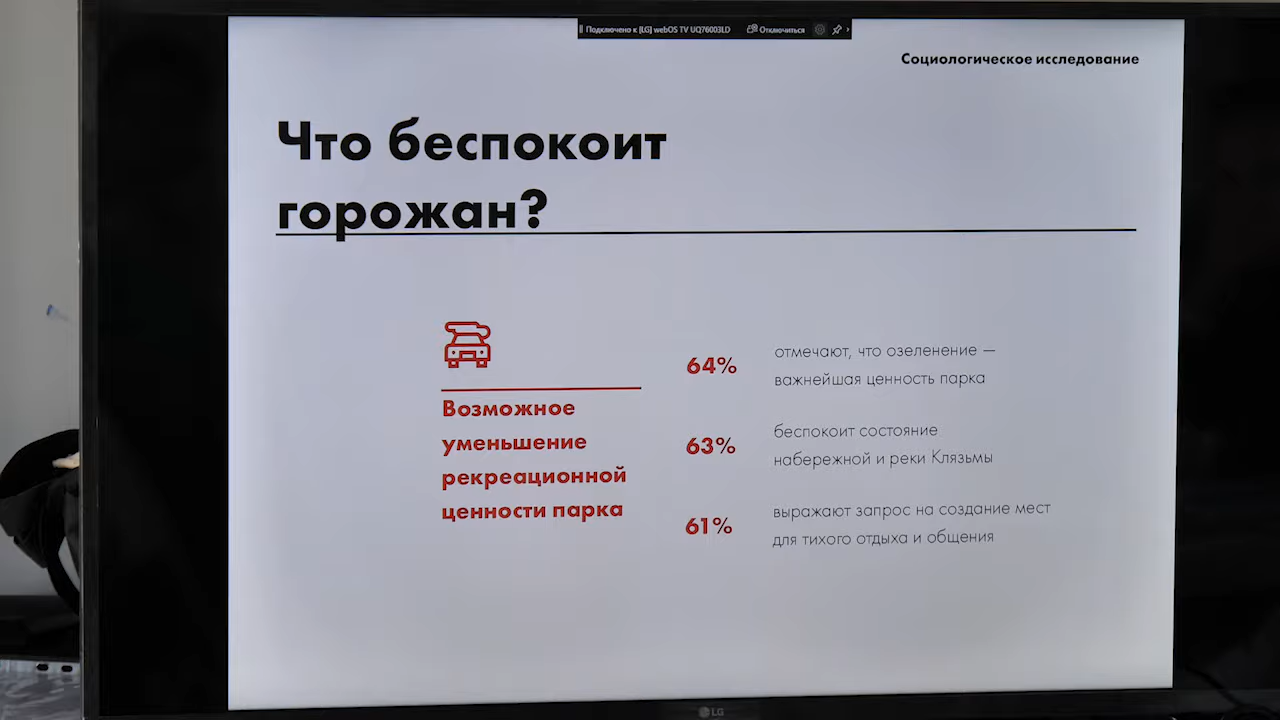 Подключено к [LG] webOS TV UQ76003LD
Отключиться
Социологическое исследование
Что беспокоит
горожан?
Возможное
уменьшение
рекреационной
ценности парка
64%
отмечают, что озеленение —
важнейшая ценность парка
63%
беспокоит состояние
набережной и реки Клязьмы
61%
выражают запрос на создание мест
для тихого отдыха и общения
LG